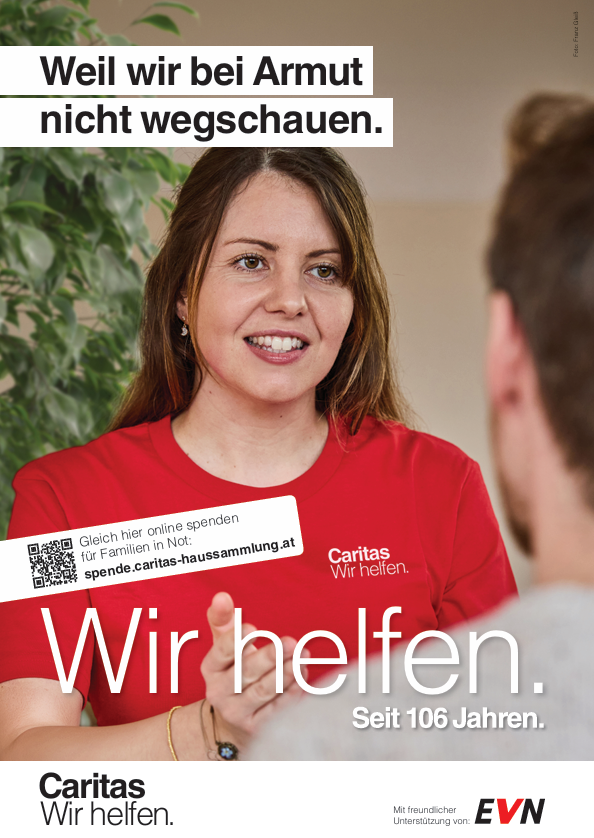 Foto: Franz Gleiß
Weil wir bei Armut
nicht wegschauen.
Gleich hier online spenden
für Familien in Not:
spende.caritas-haussammlung.at
Caritas
Wir helfen.
Wir helfen.
Seit 106 Jahren.
Caritas
Wir helfen.
Mit freundlicher
Unterstützung von:
EVN